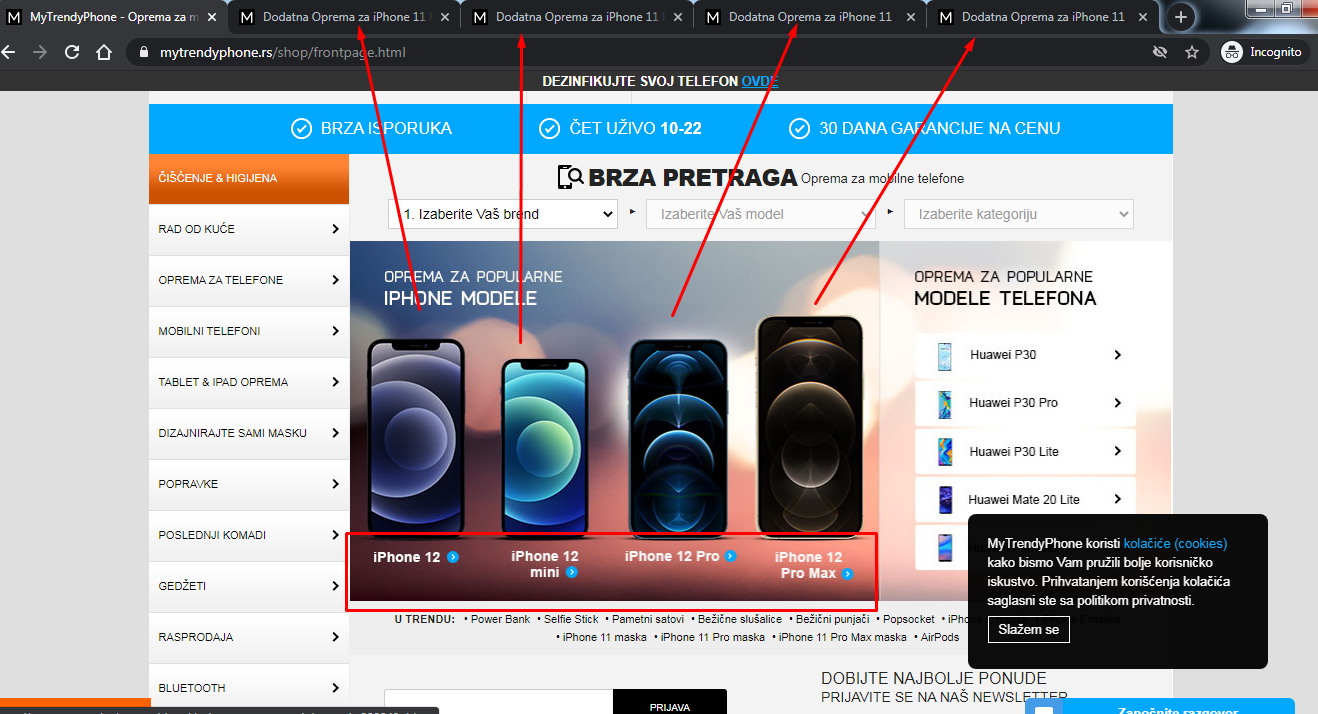 MyTrendyPhone - Oprema za m
Dodatna Oprema za iPhone 11
Dodatna Oprema za iPhone 11
Dodatna Oprema za iPhone 11
Dodatna Oprema za iPhone 11
mytrendyphone.rs/shop/frontpage.html
Incognito
DEZINFIKUJTE SVOJ TELEFON OVDE
BRZA ISPORUKA
ČET UŽIVO 10-22
30 DANA GARANCIJE NA CENU
ČIŠĆENJE & HIGIJENA
RAD OD KUĆE
OPREMA ZA TELEFONE
MOBILNI TELEFONI
TABLET & IPAD OPREMA
DIZAJNIRAJTE SAMI MASKU
POPRAVKE
POSLEDNJI KOMADI
GEDŽETI
RASPRODAJA
BLUETOOTH
BRZA PRETRAGA Oprema za mobilne telefone
1. Izaberite Vaš brend
Izaberite Vaš model
Izaberite kategoriju
OPREMA ZA POPULARNE
IPHONE MODELE
iPhone 12
iPhone 12
mini
iPhone 12 Pro
iPhone 12
Pro Max
OPREMA ZA POPULARNE
MODELE TELEFONA
Huawei P30
Huawei P30 Pro
Huawei P30 Lite
Huawei Mate 20 Lite
U TRENDU: • Power Bank • Selfie Stick • Pametni satovi • Bežične slušalice • Bežični punjači • Popsocket
• iPhone 11 maska • iPhone 11 Pro maska • iPhone 11 Pro Max maska • AirPods
MyTrendyPhone koristi kolačiće (cookies)
kako bismo Vam pružili bolje korisničko
iskustvo. Prihvatanjem korišćenja kolačića
saglasni ste sa politikom privatnosti.
Slažem se
DOBIJTE NAJBOLJE PONUDE
PRIJAVITE SE NA NAŠ NEWSLETTER
PRIJAVA
Započnite razgovor